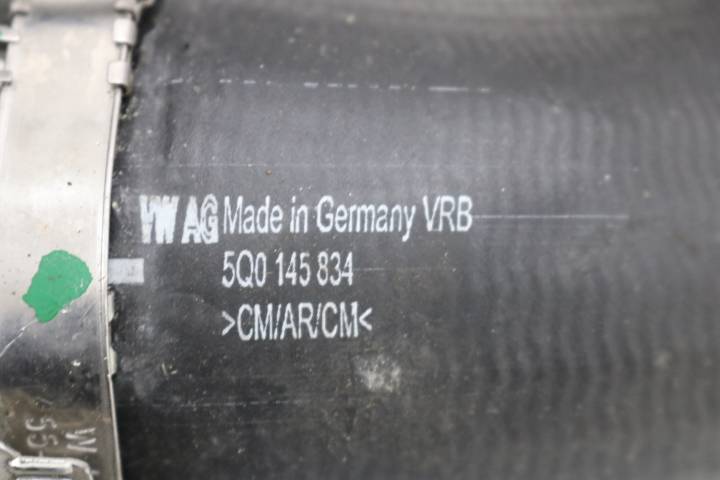 VW AG Made in Germany VRB
5Q0 145 834
>CM/AR/CM<